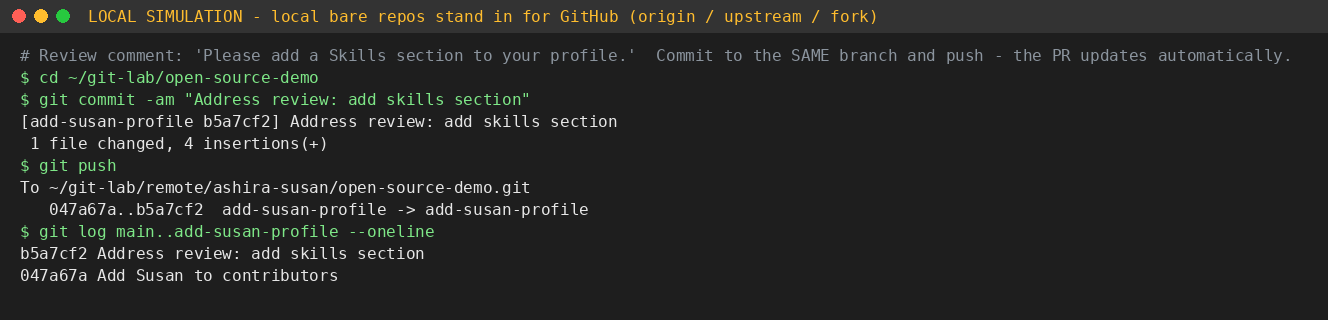 LOCAL SIMULATION - local bare repos stand in for GitHub (origin / upstream / fork)
# Review comment: 'Please add a Skills section to your profile.'  Commit to the SAME branch and push - the PR updates automatically.
$ cd ~/git-lab/open-source-demo
$ git commit -am "Address review: add skills section"
[add-susan-profile b5a7cf2] Address review: add skills section
 1 file changed, 4 insertions(+)
$ git push
To ~/git-lab/remote/ashira-susan/open-source-demo.git
   047a67a..b5a7cf2  add-susan-profile -> add-susan-profile
$ git log main..add-susan-profile --oneline
b5a7cf2 Address review: add skills section
047a67a Add Susan to contributors